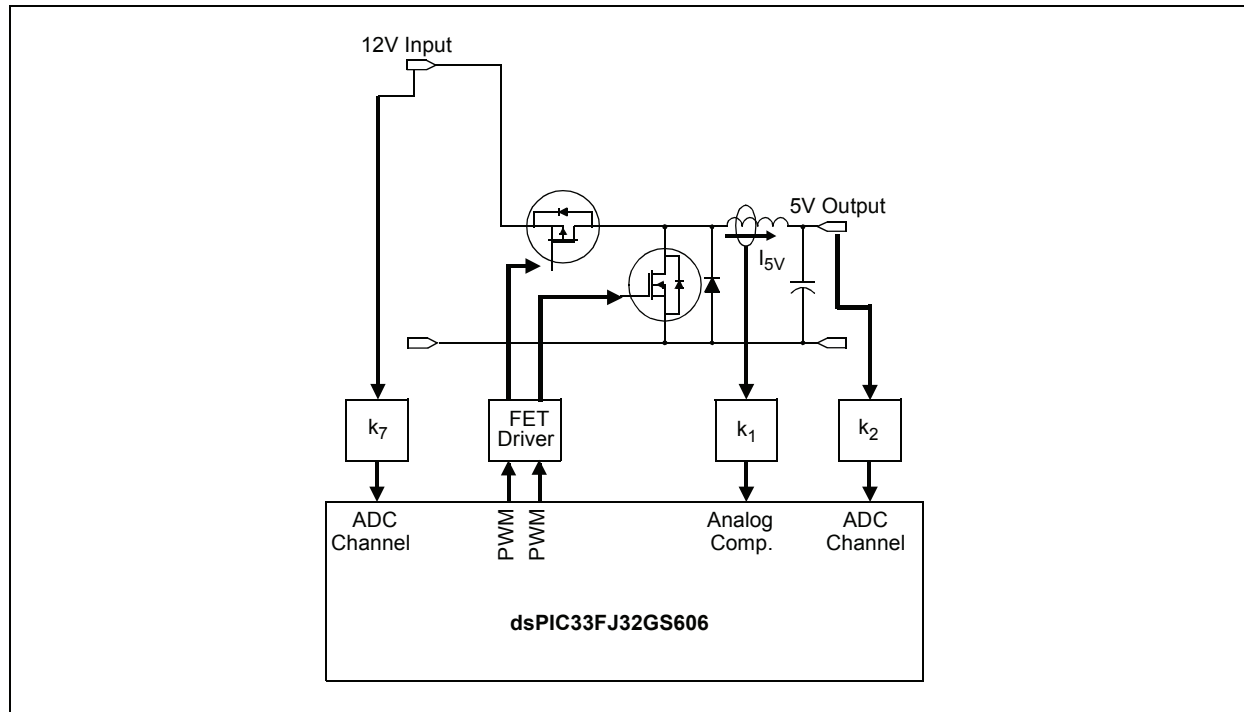 12V Input
5V Output
I5V
k7
FET
Driver
k1
k2
ADC
Channel
PWM
PWM
Analog
Comp.
ADC
Channel
dsPIC33FJ32GS606